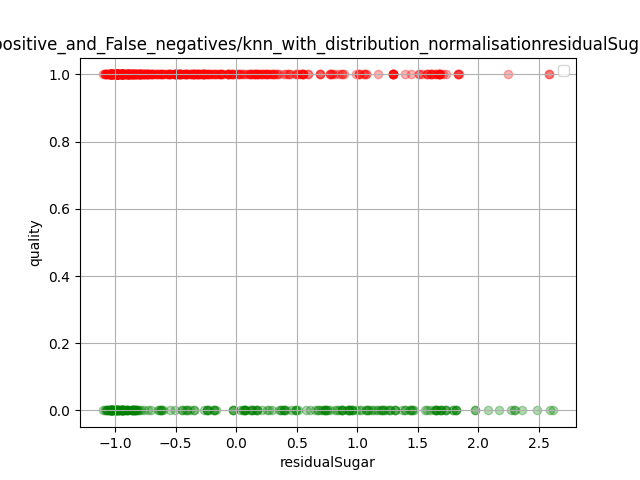 positive_and_False_negatives/knn_with_distribution_normalisationresidualSug
1.0
0.8
0.6
0.4
0.2
0.0
quality
−1.0 −0.5 0.0 0.5 1.0 1.5 2.0 2.5
residualSugar